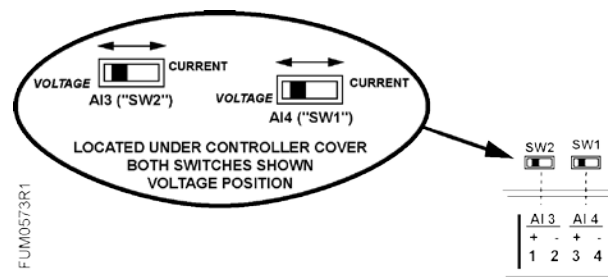 VOLTAGE CURRENT
AI3 ("SW2")
VOLTAGE CURRENT
AI4 ("SW1")
LOCATED UNDER CONTROLLER COVER
BOTH SWITCHES SHOWN
VOLTAGE POSITION
SW2 SW1
AI 3 AI 4
+ - + -
1 2 3 4
FUM0573R1